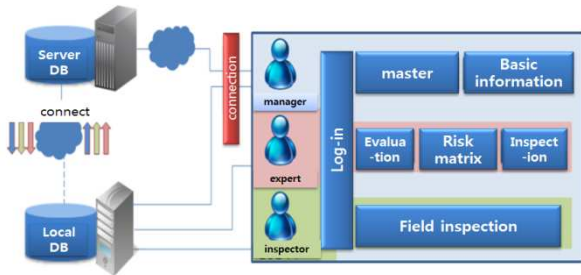 Server
DB
connect
Local
DB
connection
manager
expert
inspector
Log-in
master
Basic
information
Evalua
-tion
Risk
matrix
Inspect
-ion
Field inspection